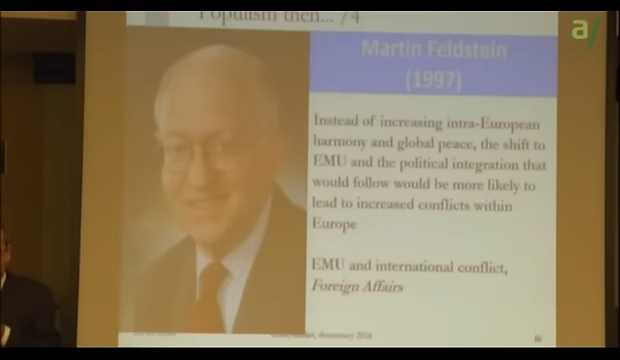 Populism then... /4
a/
Martin Feldstein
(1997)
Instead of increasing intra-European
harmony and global peace, the shift to
EMU and the political integration that
would follow would be more likely to
lead to increased conflicts within
Europe
EMU and international conflict,
Foreign Affairs
democracy 2014